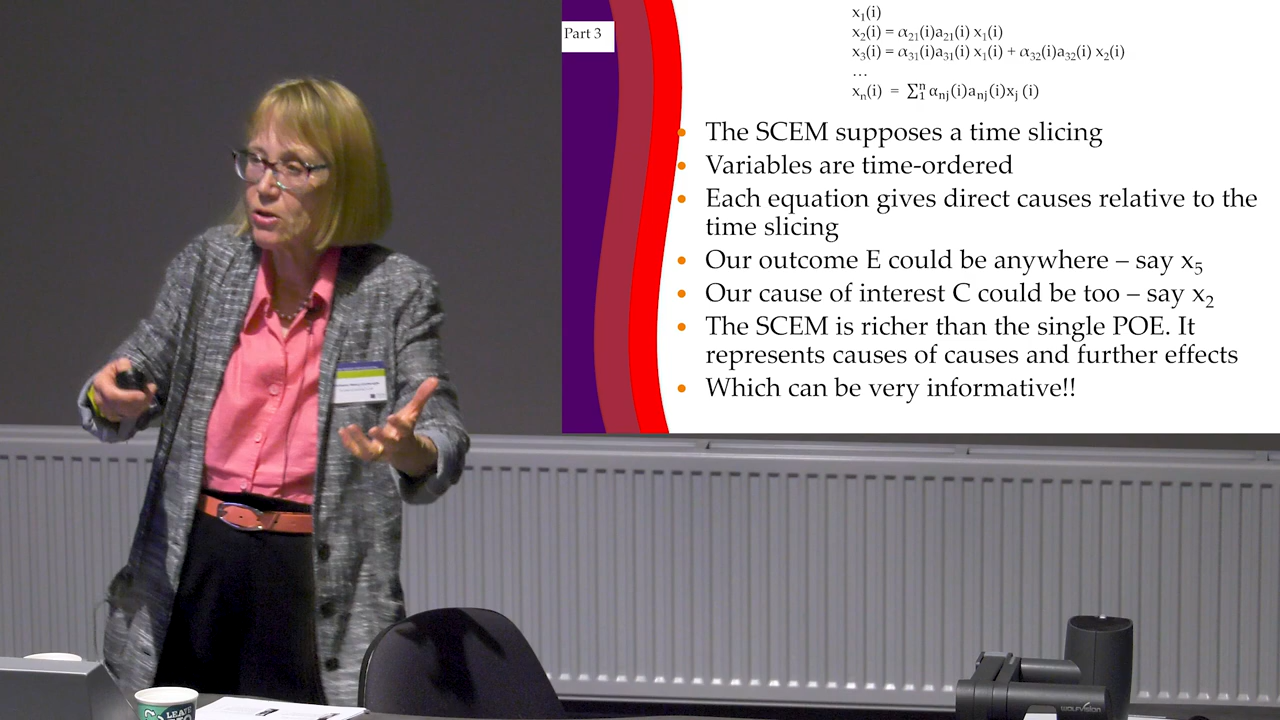 Part 3
x₁(i)
x₂(i) = α₂₁(i)a₂₁(i) x₁(i)
x₃(i) = α₃₁(i)a₃₁(i) x₁(i) + α₃₂(i)a₃₂(i) x₂(i)
…
xₙ(i) = ∑₁ⁿ αₙⱼ(i)aₙⱼ(i)xⱼ (i)
• The SCEM supposes a time slicing
• Variables are time-ordered
• Each equation gives direct causes relative to the
time slicing
• Our outcome E could be anywhere – say x₅
• Our cause of interest C could be too – say x₂
• The SCEM is richer than the single POE. It
represents causes of causes and further effects
• Which can be very informative!!
LEAVE
wolfvision